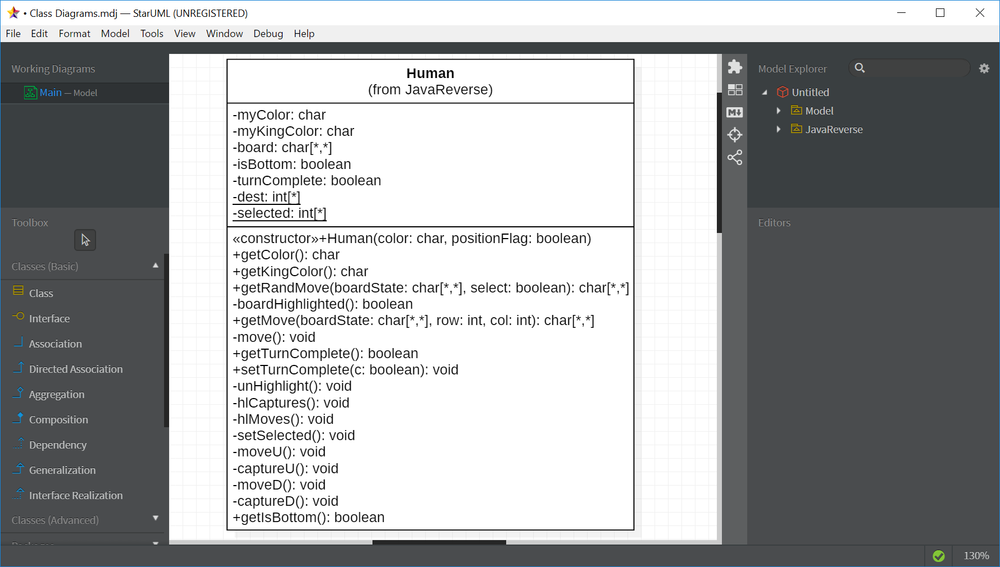 • Class Diagrams.mdj — StarUML (UNREGISTERED)
File Edit Format Model Tools View Window Debug Help
Working Diagrams
Main — Model
Toolbox
Classes (Basic)
Class
Interface
Association
Directed Association
Aggregation
Composition
Dependency
Generalization
Interface Realization
Classes (Advanced)
Human
(from JavaReverse)
-myColor: char
-myKingColor: char
-board: char[*,*]
-isBottom: boolean
-turnComplete: boolean
-dest: int[*]
-selected: int[*]
«constructor»+Human(color: char, positionFlag: boolean)
+getColor(): char
+getKingColor(): char
+getRandMove(boardState: char[*,*], select: boolean): char[*,*]
-boardHighlighted(): boolean
+getMove(boardState: char[*,*], row: int, col: int): char[*,*]
-move(): void
+getTurnComplete(): boolean
+setTurnComplete(c: boolean): void
-unHighlight(): void
-hlCaptures(): void
-hlMoves(): void
-setSelected(): void
-moveU(): void
-captureU(): void
-moveD(): void
-captureD(): void
+getIsBottom(): boolean
M
Model Explorer
Untitled
Model
JavaReverse
Editors
130%